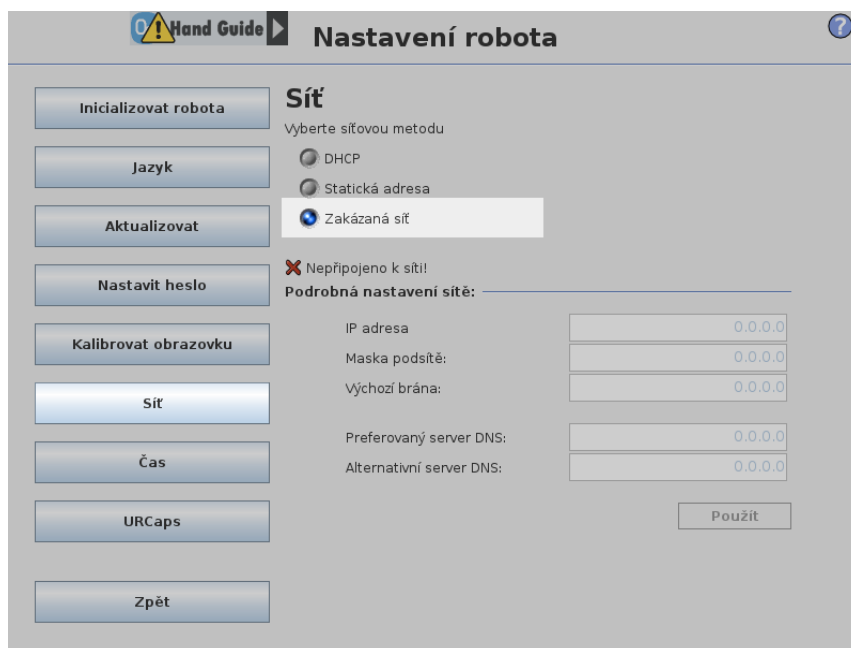 Hand Guide
Nastavení robota
?
Inicializovat robota
Jazyk
Aktualizovat
Nastavit heslo
Kalibrovat obrazovku
Síť
Čas
URCaps
Zpět
Síť
Vyberte síťovou metodu
DHCP
Statická adresa
Zakázaná síť
Nepřipojeno k síti!
Podrobná nastavení sítě:
IP adresa 0.0.0.0
Maska podsítě: 0.0.0.0
Výchozí brána: 0.0.0.0
Preferovaný server DNS: 0.0.0.0
Alternativní server DNS: 0.0.0.0
Použít